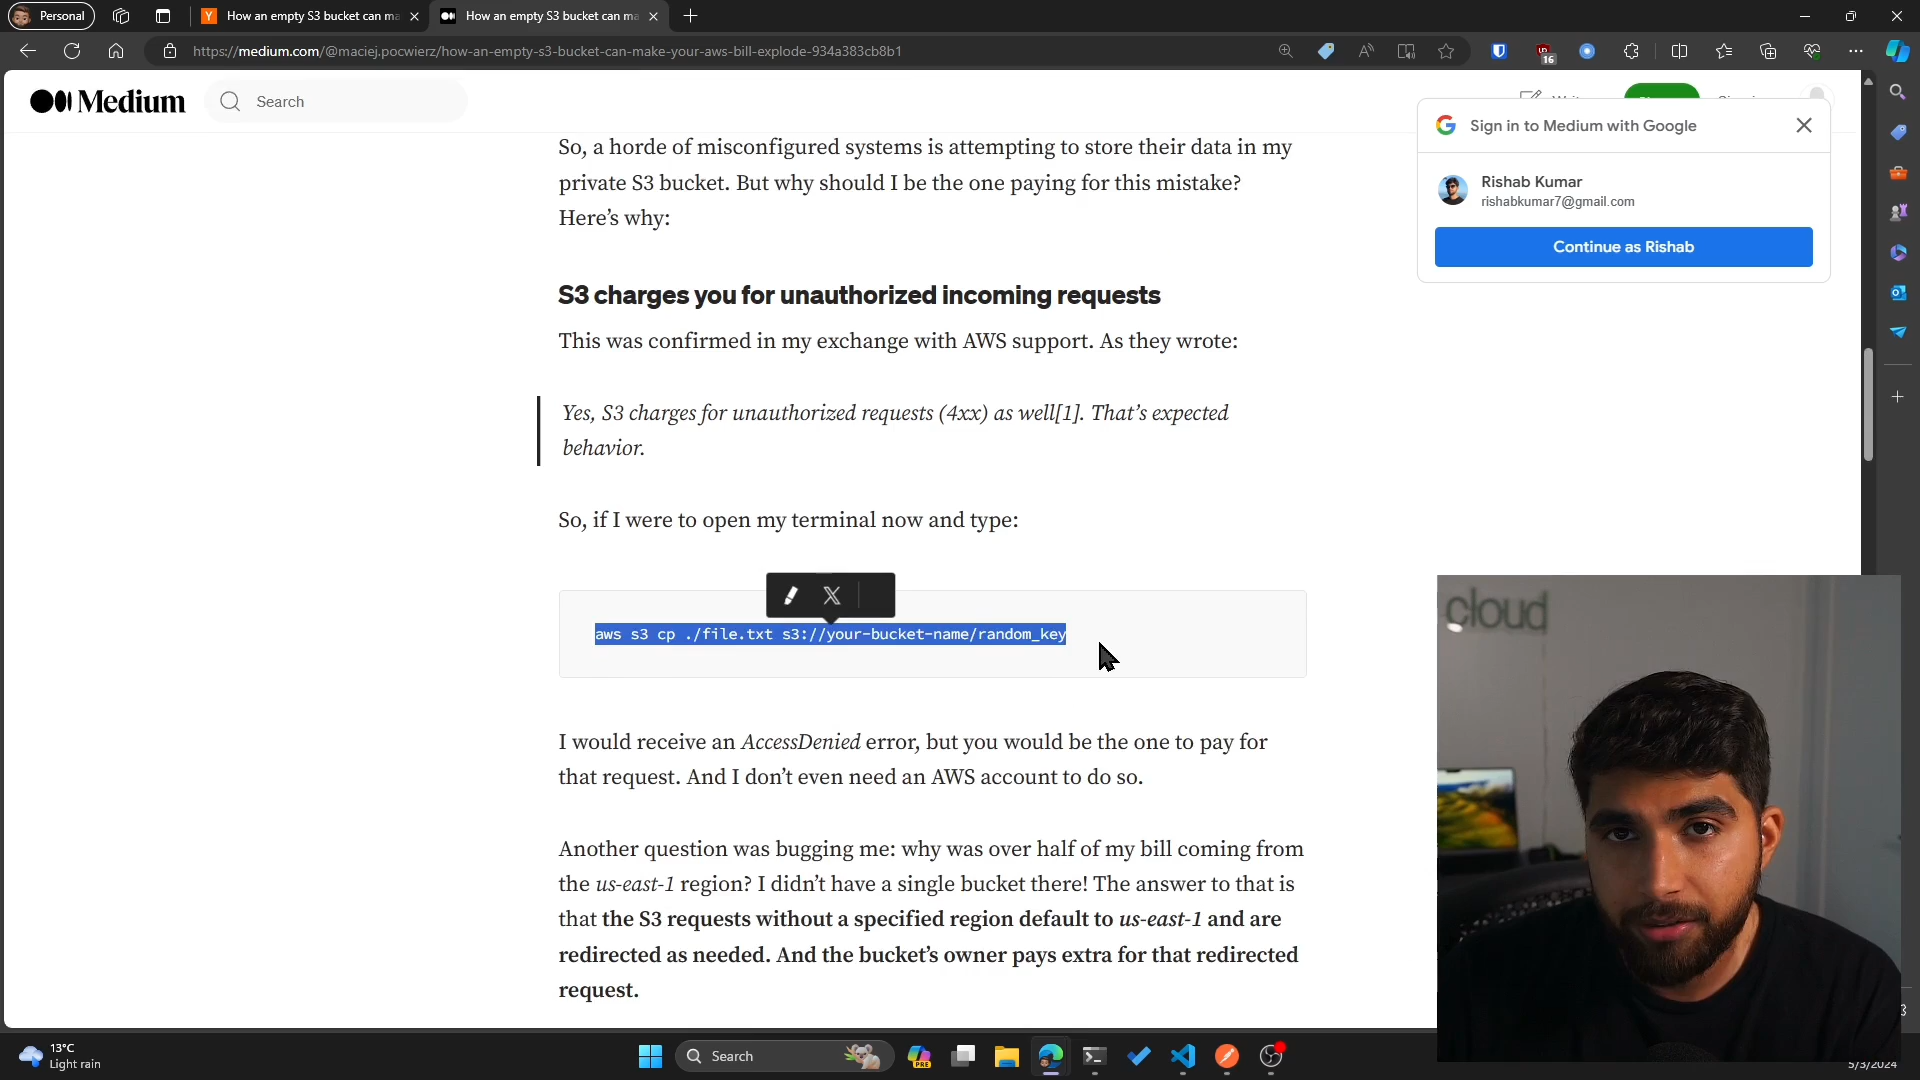 Personal
How an empty S3 bucket can ma
How an empty S3 bucket can ma
https://medium.com/@maciej.pocwierz/how-an-empty-s3-bucket-can-make-your-aws-bill-explode-934a383cb8b1
16
Medium
Search
Sign in to Medium with Google
Rishab Kumar
rishabkumar7@gmail.com
Continue as Rishab
So, a horde of misconfigured systems is attempting to store their data in my
private S3 bucket. But why should I be the one paying for this mistake?
Here’s why:
S3 charges you for unauthorized incoming requests
This was confirmed in my exchange with AWS support. As they wrote:
Yes, S3 charges for unauthorized requests (4xx) as well[1]. That’s expected
behavior.
So, if I were to open my terminal now and type:
aws s3 cp ./file.txt s3://your-bucket-name/random_key
I would receive an AccessDenied error, but you would be the one to pay for
that request. And I don’t even need an AWS account to do so.
Another question was bugging me: why was over half of my bill coming from
the us-east-1 region? I didn’t have a single bucket there! The answer to that is
that the S3 requests without a specified region default to us-east-1 and are
redirected as needed. And the bucket’s owner pays extra for that redirected
request.
cloud
13°C
Light rain
Search
PRE
5/3/2024